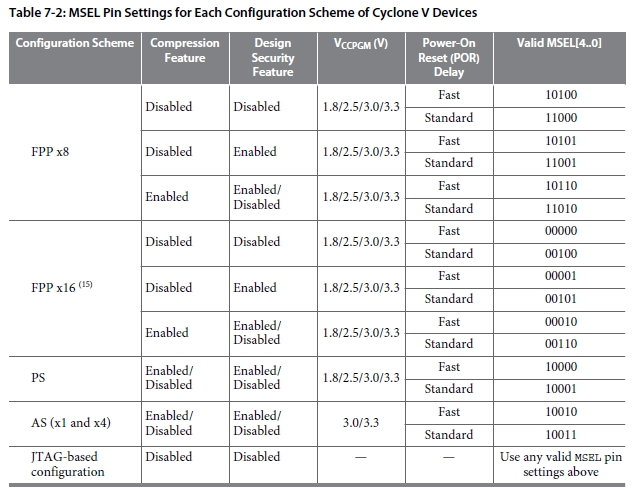 Table 7-2: MSEL Pin Settings for Each Configuration Scheme of Cyclone V Devices
Configuration Scheme Compression Feature Design Security Feature VCCPGM (V) Power-On Reset (POR) Delay Valid MSEL[4..0]
FPP x8
Disabled Disabled 1.8/2.5/3.0/3.3 Fast 10100
Standard 11000
Disabled Enabled 1.8/2.5/3.0/3.3 Fast 10101
Standard 11001
Enabled Enabled/ Disabled 1.8/2.5/3.0/3.3 Fast 10110
Standard 11010
FPP x16 (15)
Disabled Disabled 1.8/2.5/3.0/3.3 Fast 00000
Standard 00100
Disabled Enabled 1.8/2.5/3.0/3.3 Fast 00001
Standard 00101
Enabled Enabled/ Disabled 1.8/2.5/3.0/3.3 Fast 00010
Standard 00110
PS Enabled/ Disabled Enabled/ Disabled 1.8/2.5/3.0/3.3 Fast 10000
Standard 10001
AS (x1 and x4) Enabled/ Disabled Enabled/ Disabled 3.0/3.3 Fast 10010
Standard 10011
JTAG-based configuration Disabled Disabled — — Use any valid MSEL pin settings above